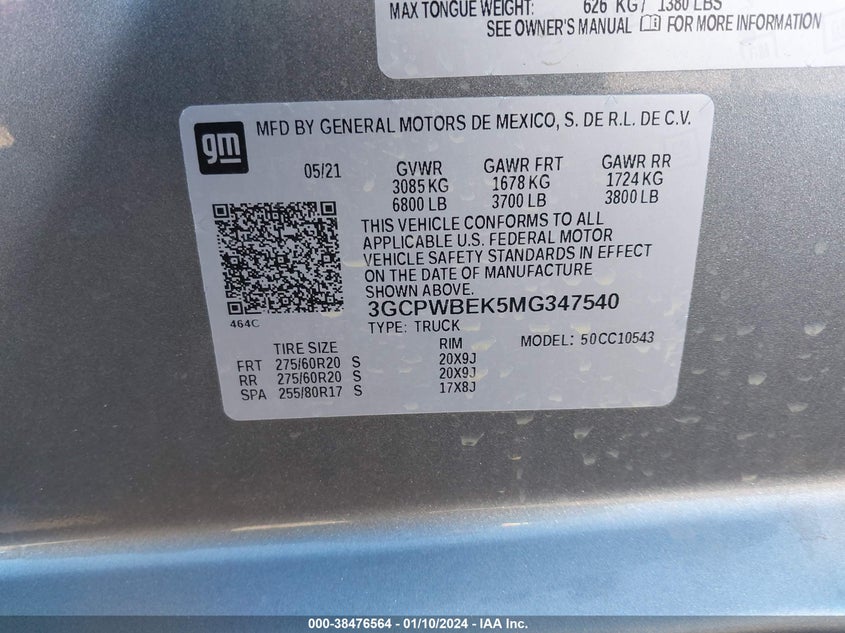 MAX TONGUE WEIGHT: 626 KG / 1380 LBS
SEE OWNER'S MANUAL FOR MORE INFORMATION
gm
MFD BY GENERAL MOTORS DE MEXICO, S. DE R.L. DE C.V.
05/21 GVWR GAWR FRT GAWR RR
3085 KG 1678 KG 1724 KG
6800 LB 3700 LB 3800 LB
THIS VEHICLE CONFORMS TO ALL
APPLICABLE U.S. FEDERAL MOTOR
VEHICLE SAFETY STANDARDS IN EFFECT
ON THE DATE OF MANUFACTURE
SHOWN ABOVE.
464C
3GCPWBEK5MG347540
TYPE: TRUCK
TIRE SIZE RIM MODEL: 50CC10543
FRT 275/60R20 S 20X9J
RR 275/60R20 S 20X9J
SPA 255/80R17 S 17X8J
000-38476564 - 01/10/2024 - IAA Inc.